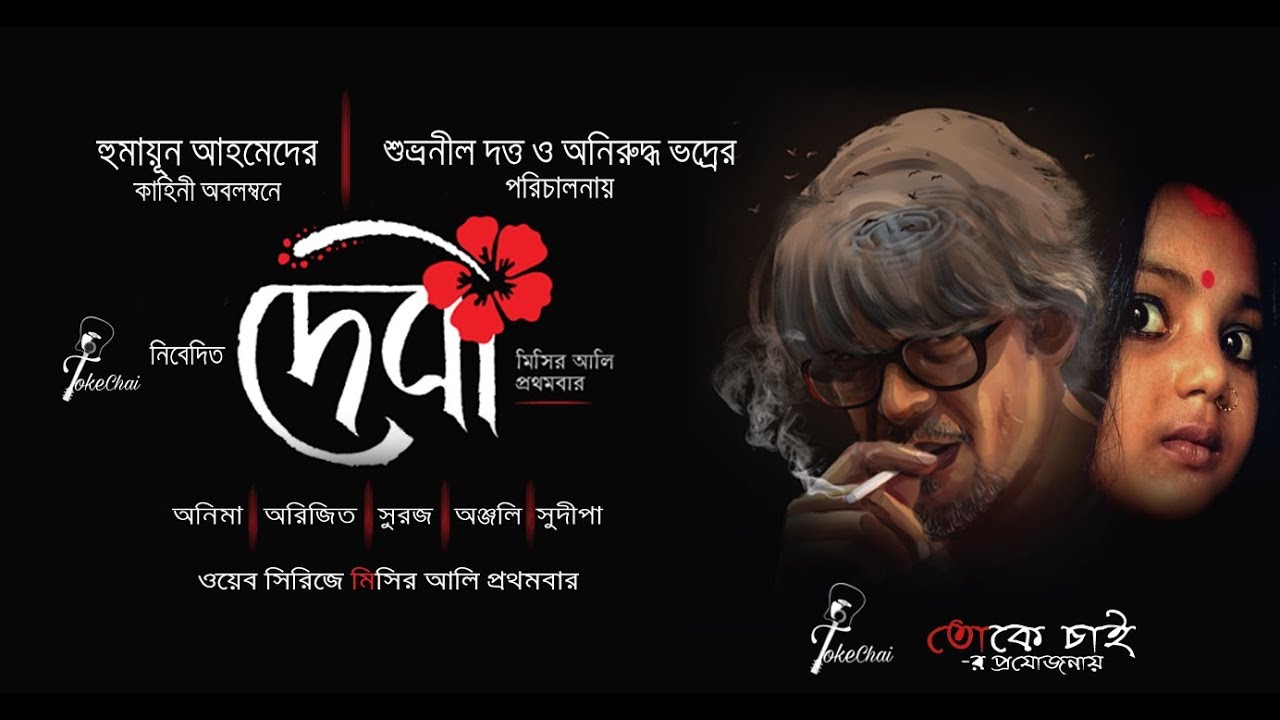 হুমায়ূন আহমেদের
কাহিনী অবলম্বনে
শুভ্রনীল দত্ত ও অনিরুদ্ধ ভদ্রের
পরিচালনায়
TokeChai
নিবেদিত
দেবী
মিসির আলি
প্রথমবার
অনিমা অরিজিত সুরজ অঞ্জলি সুদীপা
ওয়েব সিরিজে মিসির আলি প্রথমবার
TokeChai
তোকে চাই
-র প্রযোজনায়